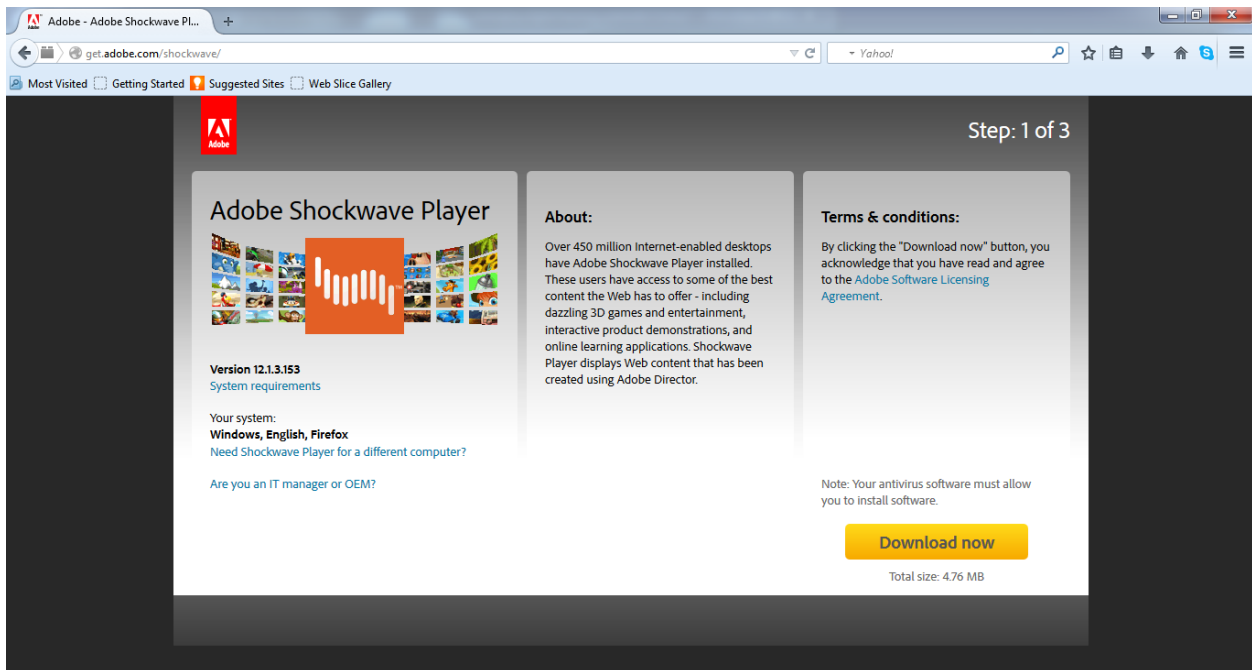 Adobe - Adobe Shockwave Pl...
get.adobe.com/shockwave/
Yahoo!
Most Visited Getting Started Suggested Sites Web Slice Gallery
Adobe
Step: 1 of 3
Adobe Shockwave Player
Version 12.1.3.153
System requirements
Your system:
Windows, English, Firefox
Need Shockwave Player for a different computer?
Are you an IT manager or OEM?
About:
Over 450 million Internet-enabled desktops
have Adobe Shockwave Player installed.
These users have access to some of the best
content the Web has to offer - including
dazzling 3D games and entertainment,
interactive product demonstrations, and
online learning applications. Shockwave
Player displays Web content that has been
created using Adobe Director.
Terms & conditions:
By clicking the "Download now" button, you
acknowledge that you have read and agree
to the Adobe Software Licensing
Agreement.
Note: Your antivirus software must allow
you to install software.
Download now
Total size: 4.76 MB